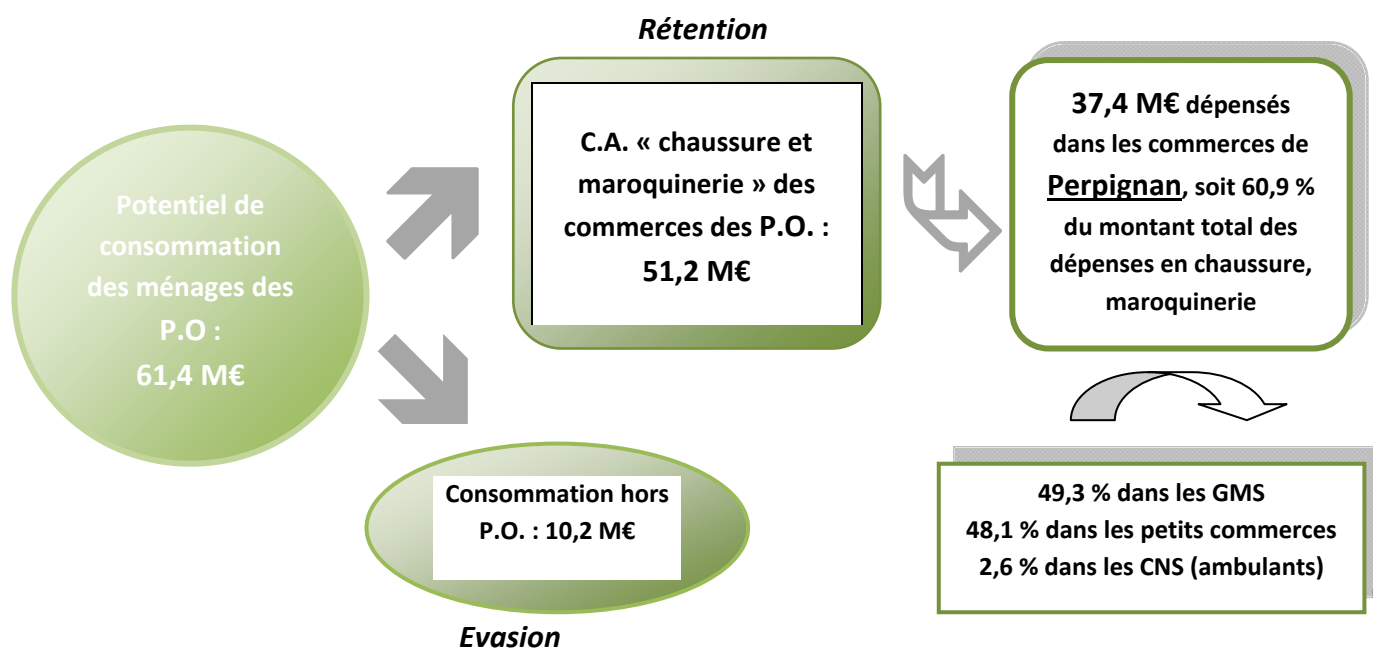 Rétention
Potentiel de
consommation
des ménages des
P.O :
61,4 M€
C.A. « chaussure et
maroquinerie » des
commerces des P.O. :
51,2 M€
37,4 M€ dépensés
dans les commerces de
Perpignan, soit 60,9 %
du montant total des
dépenses en chaussure,
maroquinerie
Consommation hors
P.O. : 10,2 M€
Evasion
49,3 % dans les GMS
48,1 % dans les petits commerces
2,6 % dans les CNS (ambulants)